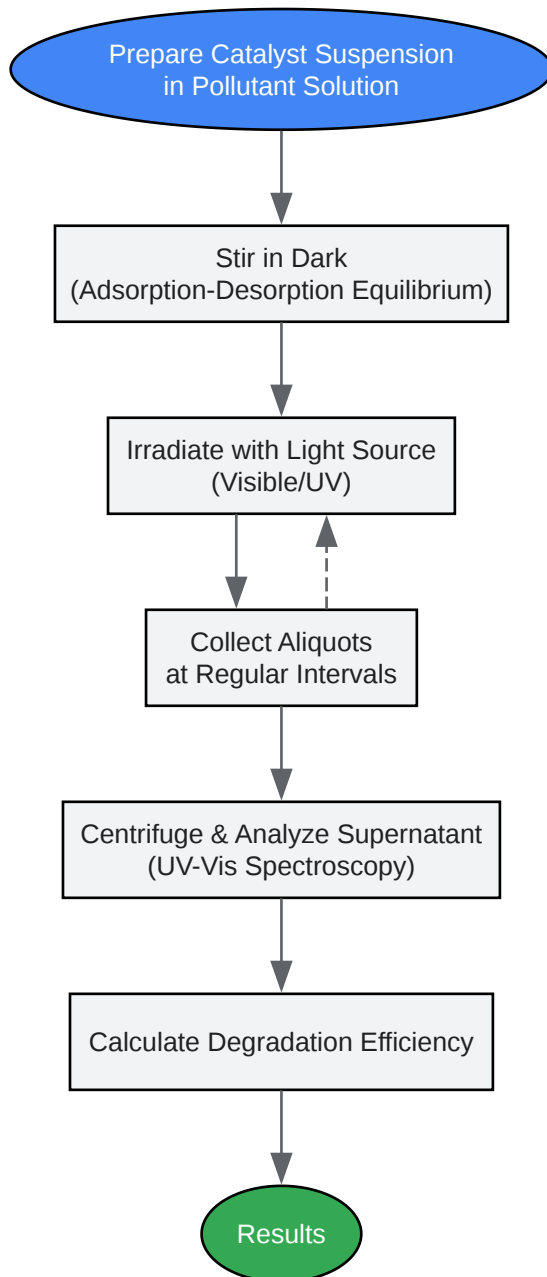 Prepare Catalyst Suspension
in Pollutant Solution
Stir in Dark
(Adsorption-Desorption Equilibrium)
Irradiate with Light Source
(Visible/UV)
Collect Aliquots
at Regular Intervals
Centrifuge & Analyze Supernatant
(UV-Vis Spectroscopy)
Calculate Degradation Efficiency
Results